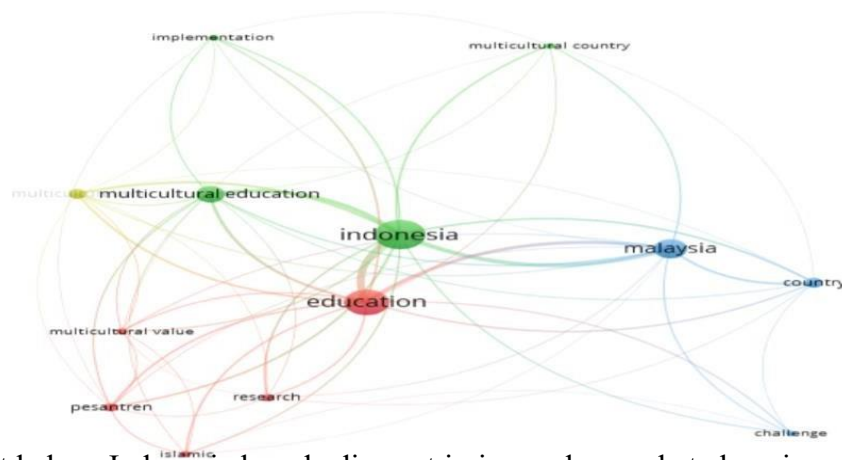 implementation
multicultural country
multicultural education
indonesia
malaysia
country
education
multicultural value
research
pesantren
challenge
islamic